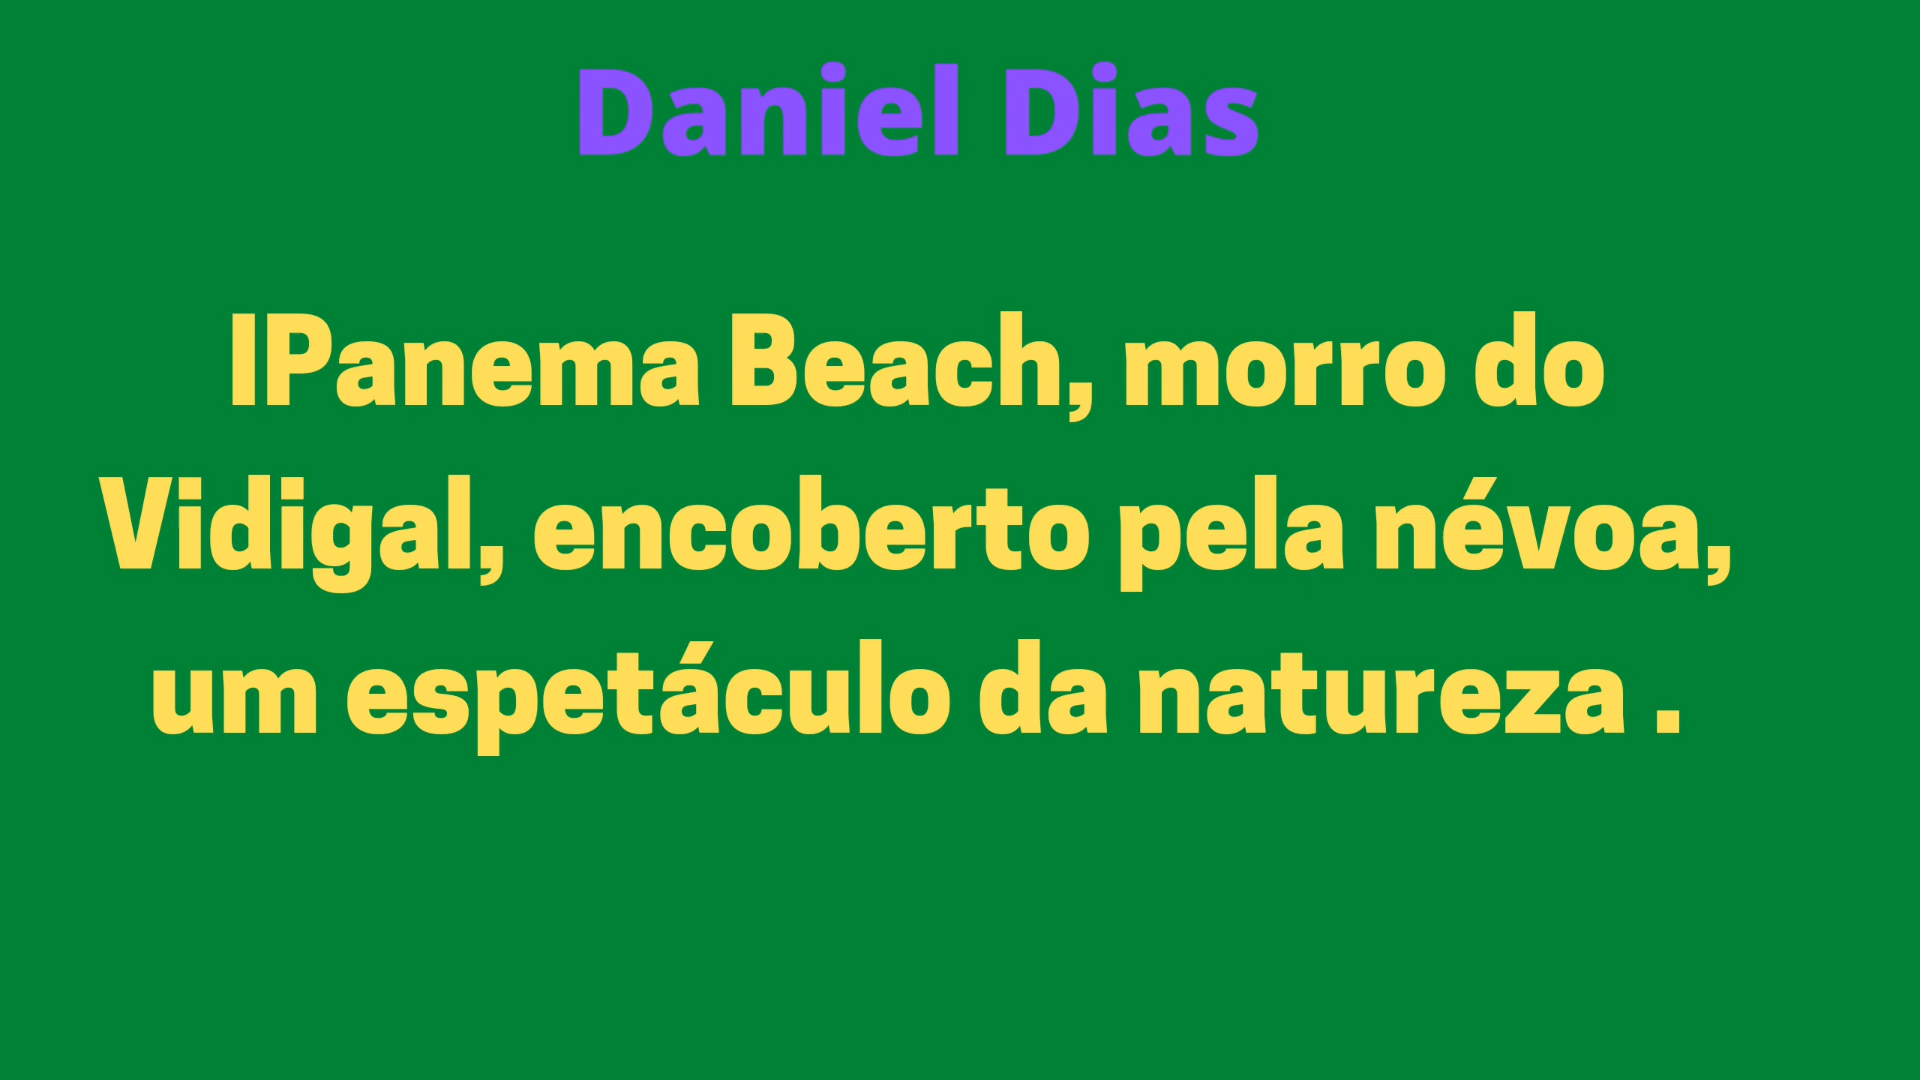 Daniel Dias
IPanema Beach, morro do
Vidigal, encoberto pela névoa,
um espetáculo da natureza .